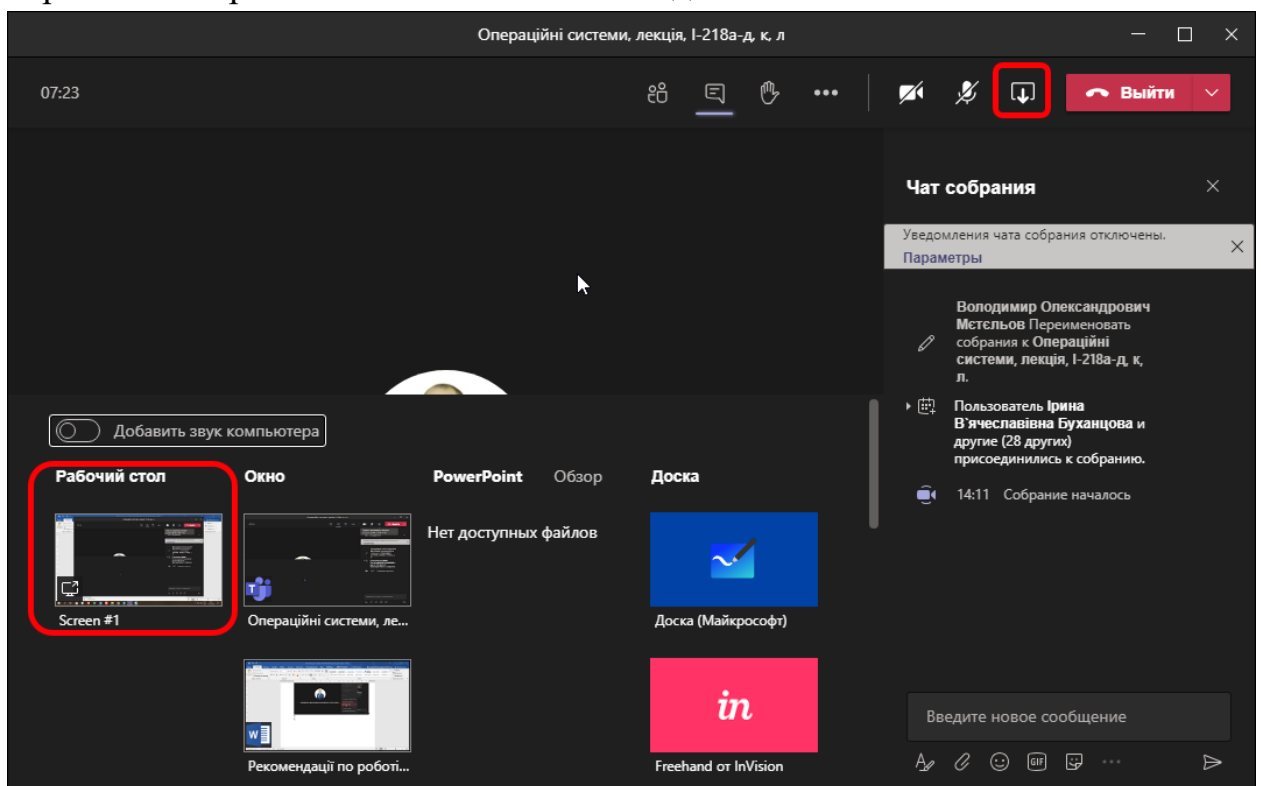 Операційні системи, лекція, І-218а-д, к, л
07:23
Выйти
Чат собрания
Уведомления чата собрания отключены.
Параметры
Володимир Олександрович
Мєтєльов Переименовать
собрания к Операційні
системи, лекція, І-218а-д, к,
л.
Пользователь Ірина
В`ячеславівна Буханцова и
другие (28 других)
присоединились к собранию.
14:11 Собрание началось
Добавить звук компьютера
Рабочий стол
Окно
PowerPoint
Обзор
Доска
Нет доступных файлов
Screen #1
Операційні системи, ле...
Доска (Майкрософт)
in
Рекомендації по роботі...
Freehand от InVision
Введите новое сообщение
GIF